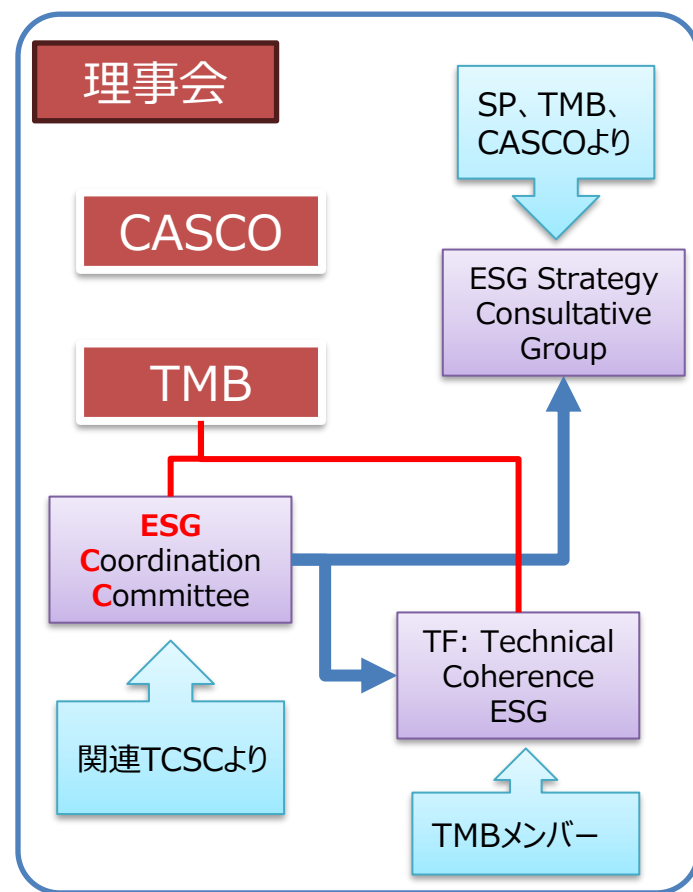 理事会
SP、TMB、
CASCOより
CASCO
ESG Strategy
Consultative
Group
TMB
ESG
Coordination
Committee
TF: Technical
Coherence
ESG
関連TCSCより
TMBメンバー